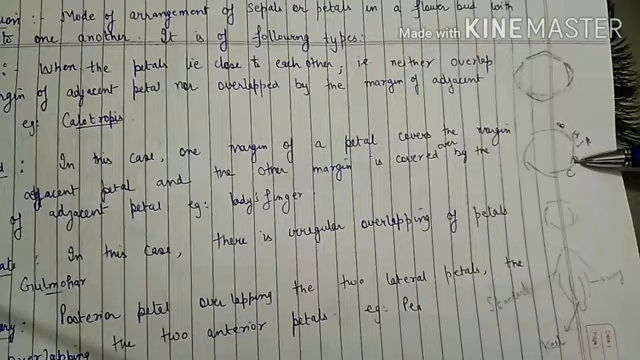 Mode of arrangement of sepals or petals in a flower bud with
to one another. It is of following types:
Made with KINEMASTER
:- When the petals lie close to each other, ie neither overlap
margin of adjacent petal nor overlapped by the margin of adjacent
eg: Calotropis
: In this case, one margin of a petal covers the margin
adjacent petal and the other margin is covered over by the
of adjacent petal eg: lady's finger
: In this case, there is irregular overlapping of petals
Gulmohar
: Posterior petal overlapping the two lateral petals, the
overlapping the two anterior petals. eg: Pea
Standard
wing
Keel